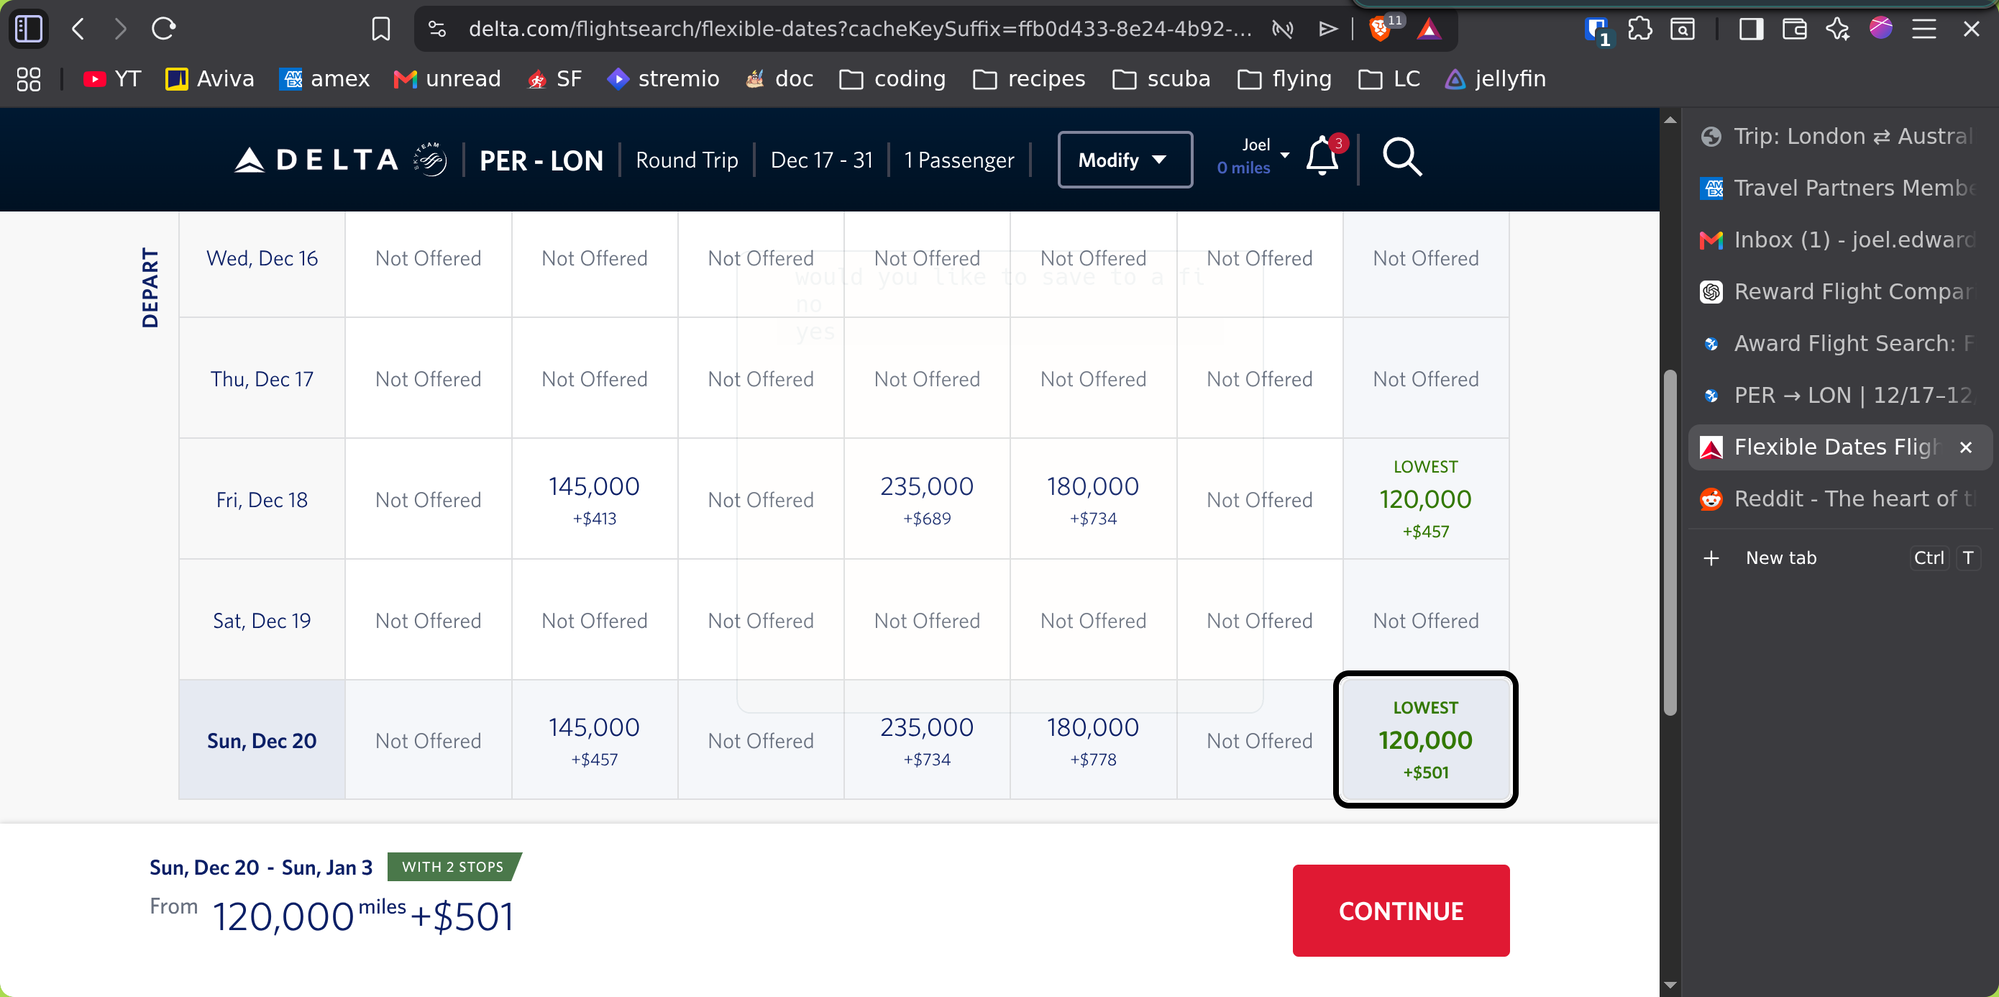 delta.com/flightsearch/flexible-dates?cacheKeySuffix=ffb0d433-8e24-4b92-...
11
1
YT
Aviva
amex
unread
SF
stremio
doc
coding
recipes
scuba
flying
LC
jellyfin
DELTA
PER - LON
Round Trip
Dec 17 - 31
1 Passenger
Modify
Joel
0 miles
3
DEPART
Wed, Dec 16 Not Offered Not Offered Not Offered Not Offered Not Offered Not Offered Not Offered
would you like to save to a fi
no
yes
Thu, Dec 17 Not Offered Not Offered Not Offered Not Offered Not Offered Not Offered Not Offered
Fri, Dec 18 Not Offered 145,000 +$413 Not Offered 235,000 +$689 180,000 +$734 Not Offered LOWEST 120,000 +$457
Sat, Dec 19 Not Offered Not Offered Not Offered Not Offered Not Offered Not Offered Not Offered
Sun, Dec 20 Not Offered 145,000 +$457 Not Offered 235,000 +$734 180,000 +$778 Not Offered LOWEST 120,000 +$501
Sun, Dec 20 - Sun, Jan 3 WITH 2 STOPS
From 120,000 miles +$501
CONTINUE
Trip: London ⇄ Austral
AMEX Travel Partners Membe
Inbox (1) - joel.edward
Reward Flight Compar
Award Flight Search: F
PER → LON | 12/17–12
Flexible Dates Fligh
Reddit - The heart of t
New tab Ctrl T